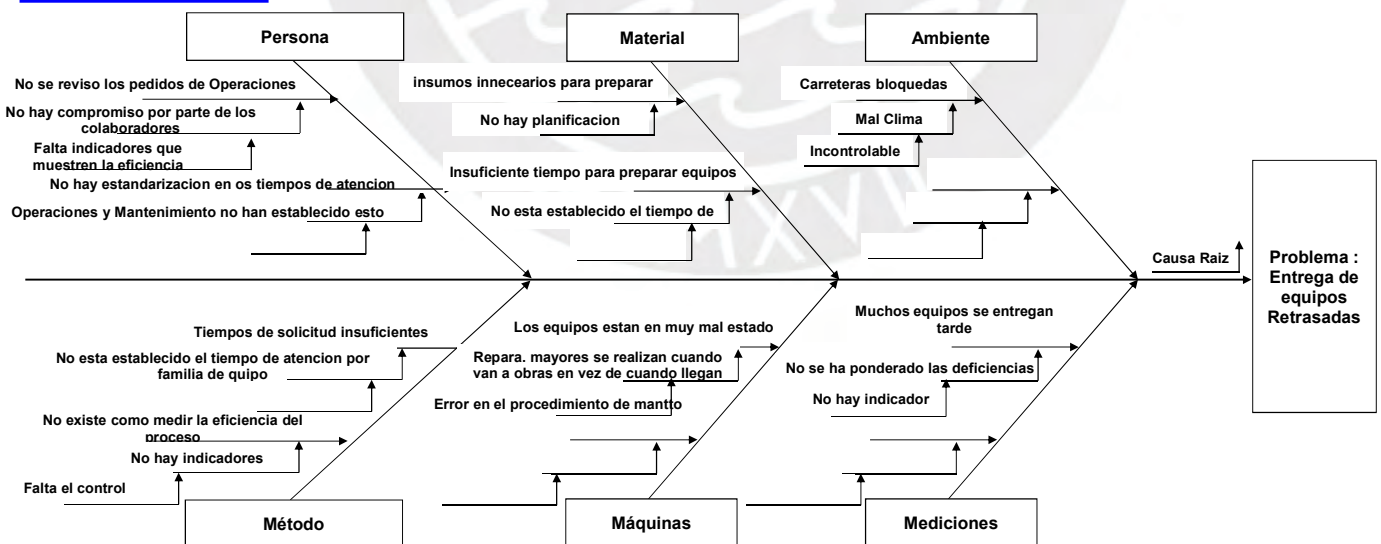 Persona
Material
Ambiente
No se reviso los pedidos de Operaciones
No hay compromiso por parte de los
colaboradores
Falta indicadores que
muestren la eficiencia
No hay estandarizacion en os tiempos de atencion
Operaciones y Mantenimiento no han establecido esto
insumos innecearios para preparar
No hay planificacion
Insuficiente tiempo para preparar equipos
No esta establecido el tiempo de
Carreteras bloquedas
Mal Clima
Incontrolable
Causa Raiz
Problema :
Entrega de
equipos
Retrasadas
Tiempos de solicitud insuficientes
No esta establecido el tiempo de atencion por
familia de quipo
No existe como medir la eficiencia del
proceso
No hay indicadores
Falta el control
Los equipos estan en muy mal estado
Repara. mayores se realizan cuando
van a obras en vez de cuando llegan
Error en el procedimiento de mantto
Muchos equipos se entregan
tarde
No se ha ponderado las deficiencias
No hay indicador
Método
Máquinas
Mediciones